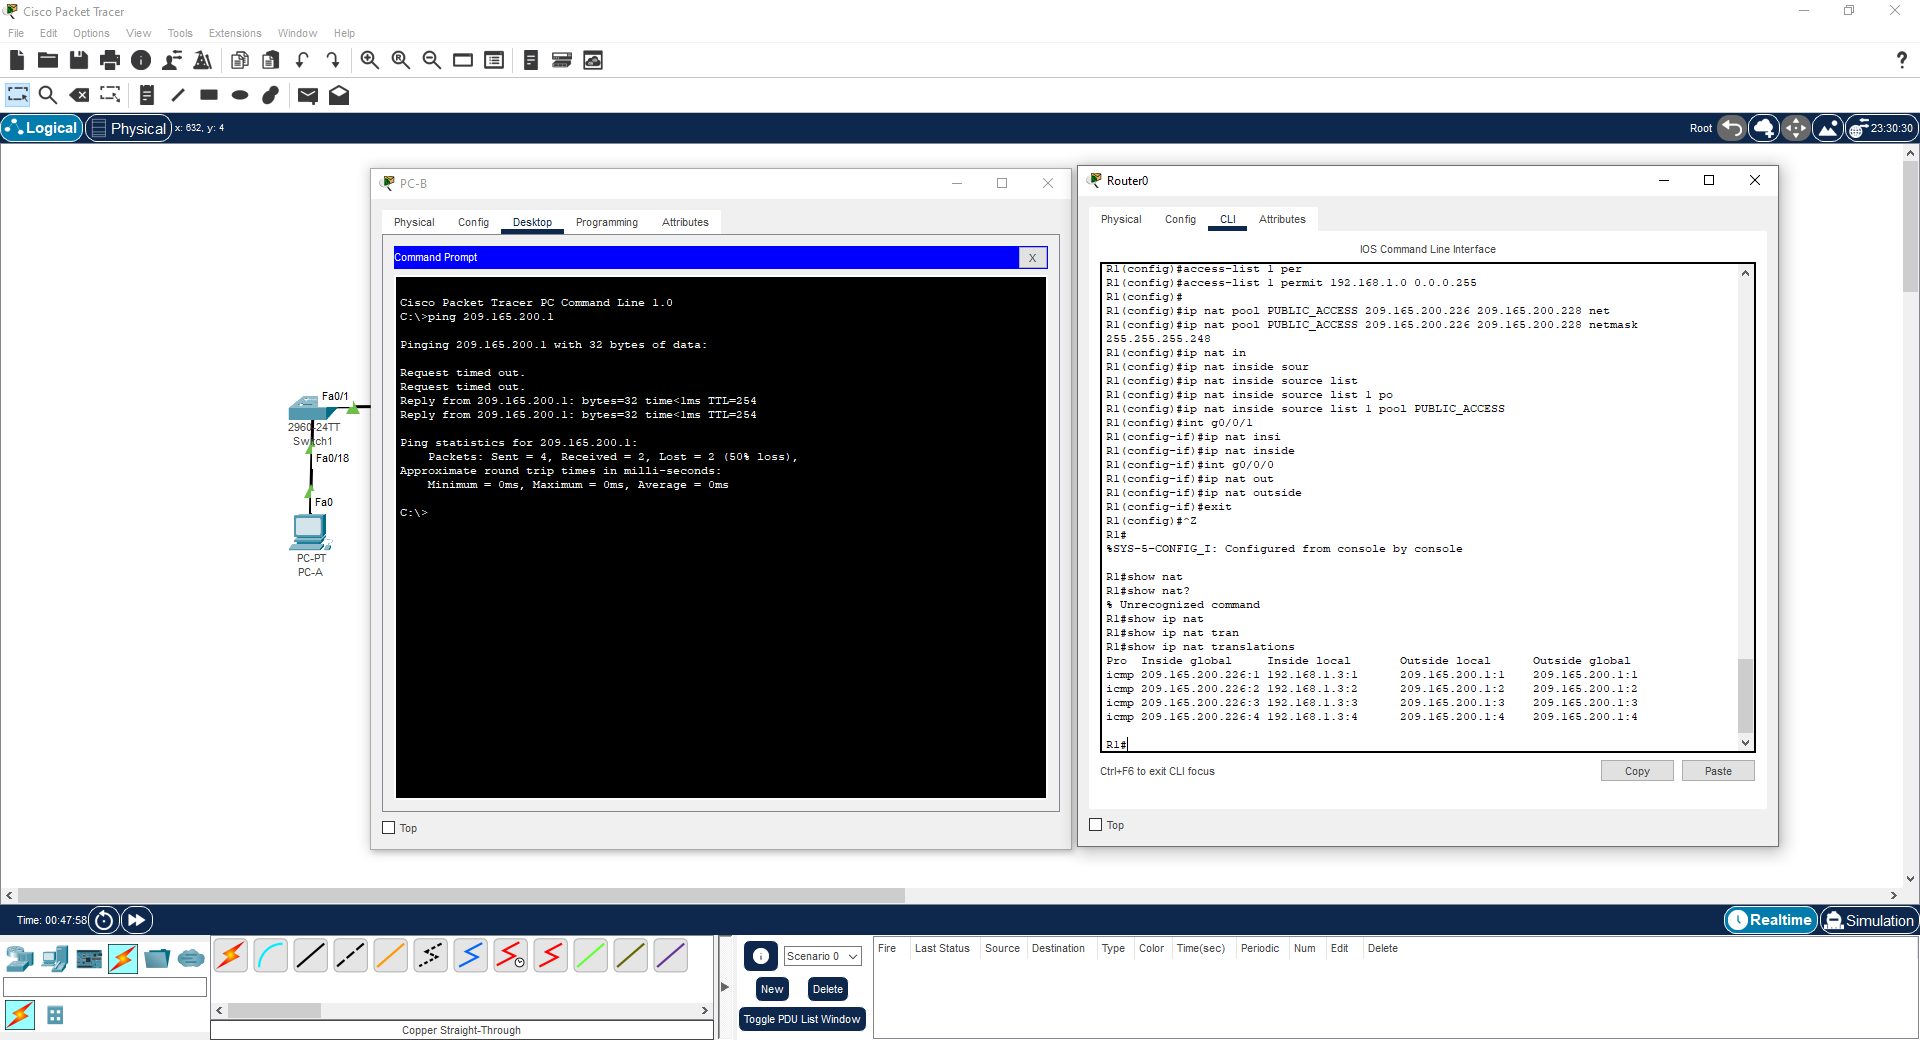 Cisco Packet Tracer
File Edit Options View Tools Extensions Window Help
?
Logical Physical x: 632, y: 4 Root 23:30:30
Fa0/1
2960-24TT
Switch1
Fa0/18
Fa0
PC-PT
PC-A
PC-B
Physical Config Desktop Programming Attributes
Command Prompt X
Cisco Packet Tracer PC Command Line 1.0
C:\>ping 209.165.200.1
Pinging 209.165.200.1 with 32 bytes of data:
Request timed out.
Request timed out.
Reply from 209.165.200.1: bytes=32 time<1ms TTL=254
Reply from 209.165.200.1: bytes=32 time<1ms TTL=254
Ping statistics for 209.165.200.1:
Packets: Sent = 4, Received = 2, Lost = 2 (50% loss),
Approximate round trip times in milli-seconds:
Minimum = 0ms, Maximum = 0ms, Average = 0ms
C:\>
Top
Router0
Physical Config CLI Attributes
IOS Command Line Interface
R1(config)#access-list 1 per
R1(config)#access-list 1 permit 192.168.1.0 0.0.0.255
R1(config)#
R1(config)#ip nat pool PUBLIC_ACCESS 209.165.200.226 209.165.200.228 net
R1(config)#ip nat pool PUBLIC_ACCESS 209.165.200.226 209.165.200.228 netmask
255.255.255.248
R1(config)#ip nat in
R1(config)#ip nat inside sour
R1(config)#ip nat inside source list
R1(config)#ip nat inside source list 1 po
R1(config)#ip nat inside source list 1 pool PUBLIC_ACCESS
R1(config)#int g0/0/1
R1(config-if)#ip nat insi
R1(config-if)#ip nat inside
R1(config-if)#int g0/0/0
R1(config-if)#ip nat out
R1(config-if)#ip nat outside
R1(config-if)#exit
R1(config)#^Z
R1#
%SYS-5-CONFIG_I: Configured from console by console
R1#show nat
R1#show nat?
% Unrecognized command
R1#show ip nat
R1#show ip nat tran
R1#show ip nat translations
Pro Inside global Inside local Outside local Outside global
icmp 209.165.200.226:1 192.168.1.3:1 209.165.200.1:1 209.165.200.1:1
icmp 209.165.200.226:2 192.168.1.3:2 209.165.200.1:2 209.165.200.1:2
icmp 209.165.200.226:3 192.168.1.3:3 209.165.200.1:3 209.165.200.1:3
icmp 209.165.200.226:4 192.168.1.3:4 209.165.200.1:4 209.165.200.1:4
R1#
Ctrl+F6 to exit CLI focus Copy Paste
Top
Time: 00:47:58 Realtime Simulation
Scenario 0
New Delete
Toggle PDU List Window
Fire Last Status Source Destination Type Color Time(sec) Periodic Num Edit Delete
Copper Straight-Through